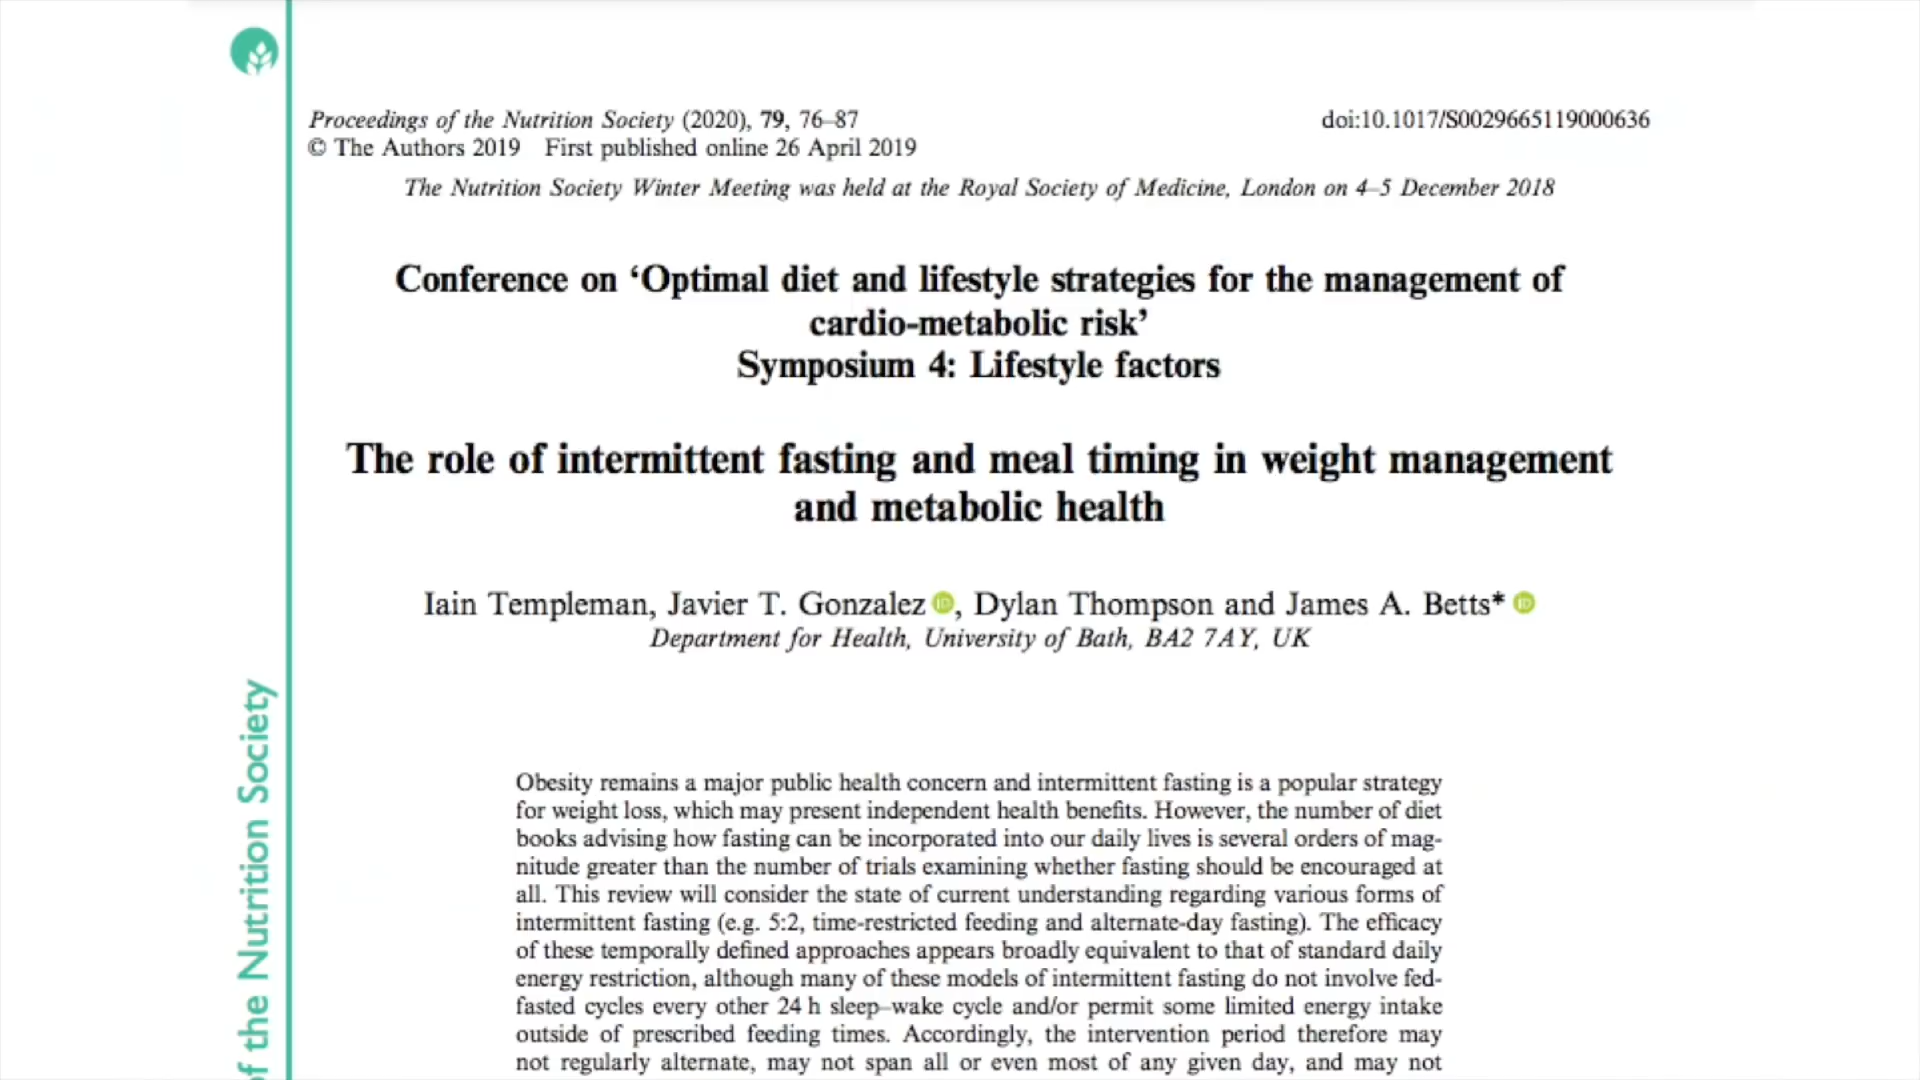 Proceedings of the Nutrition Society (2020), 79, 76–87
doi:10.1017/S0029665119000636
© The Authors 2019 First published online 26 April 2019
The Nutrition Society Winter Meeting was held at the Royal Society of Medicine, London on 4–5 December 2018
Conference on ‘Optimal diet and lifestyle strategies for the management of
cardio-metabolic risk’
Symposium 4: Lifestyle factors
The role of intermittent fasting and meal timing in weight management
and metabolic health
Iain Templeman, Javier T. Gonzalez iD, Dylan Thompson and James A. Betts* iD
Department for Health, University of Bath, BA2 7AY, UK
Obesity remains a major public health concern and intermittent fasting is a popular strategy
for weight loss, which may present independent health benefits. However, the number of diet
books advising how fasting can be incorporated into our daily lives is several orders of mag-
nitude greater than the number of trials examining whether fasting should be encouraged at
all. This review will consider the state of current understanding regarding various forms of
intermittent fasting (e.g. 5:2, time-restricted feeding and alternate-day fasting). The efficacy
of these temporally defined approaches appears broadly equivalent to that of standard daily
energy restriction, although many of these models of intermittent fasting do not involve fed-
fasted cycles every other 24 h sleep–wake cycle and/or permit some limited energy intake
outside of prescribed feeding times. Accordingly, the intervention period therefore may
not regularly alternate, may not span all or even most of any given day, and may not
of the Nutrition Society